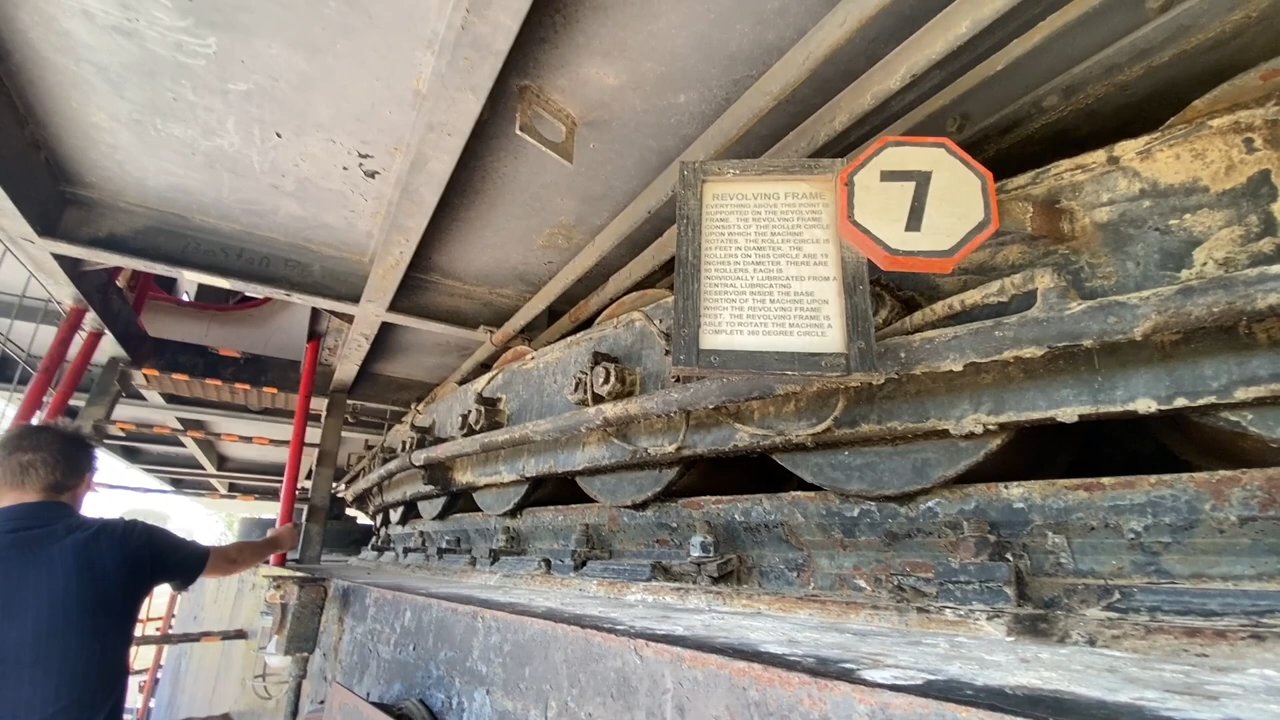 REVOLVING FRAME
EVERYTHING ABOVE THIS POINT IS
SUPPORTED ON THE REVOLVING
FRAME. THE REVOLVING FRAME
CONSISTS OF THE ROLLER CIRCLE
UPON WHICH THE MACHINE
ROTATES. THE ROLLER CIRCLE IS
45 FEET IN DIAMETER. THE
ROLLERS ON THIS CIRCLE ARE 19
INCHES IN DIAMETER. THERE ARE
90 ROLLERS, EACH IS
INDIVIDUALLY LUBRICATED FROM A
CENTRAL LUBRICATING
RESERVOIR INSIDE THE BASE
PORTION OF THE MACHINE UPON
WHICH THE REVOLVING FRAME
REST. THE REVOLVING FRAME IS
ABLE TO ROTATE THE MACHINE A
COMPLETE 360 DEGREE CIRCLE.
7